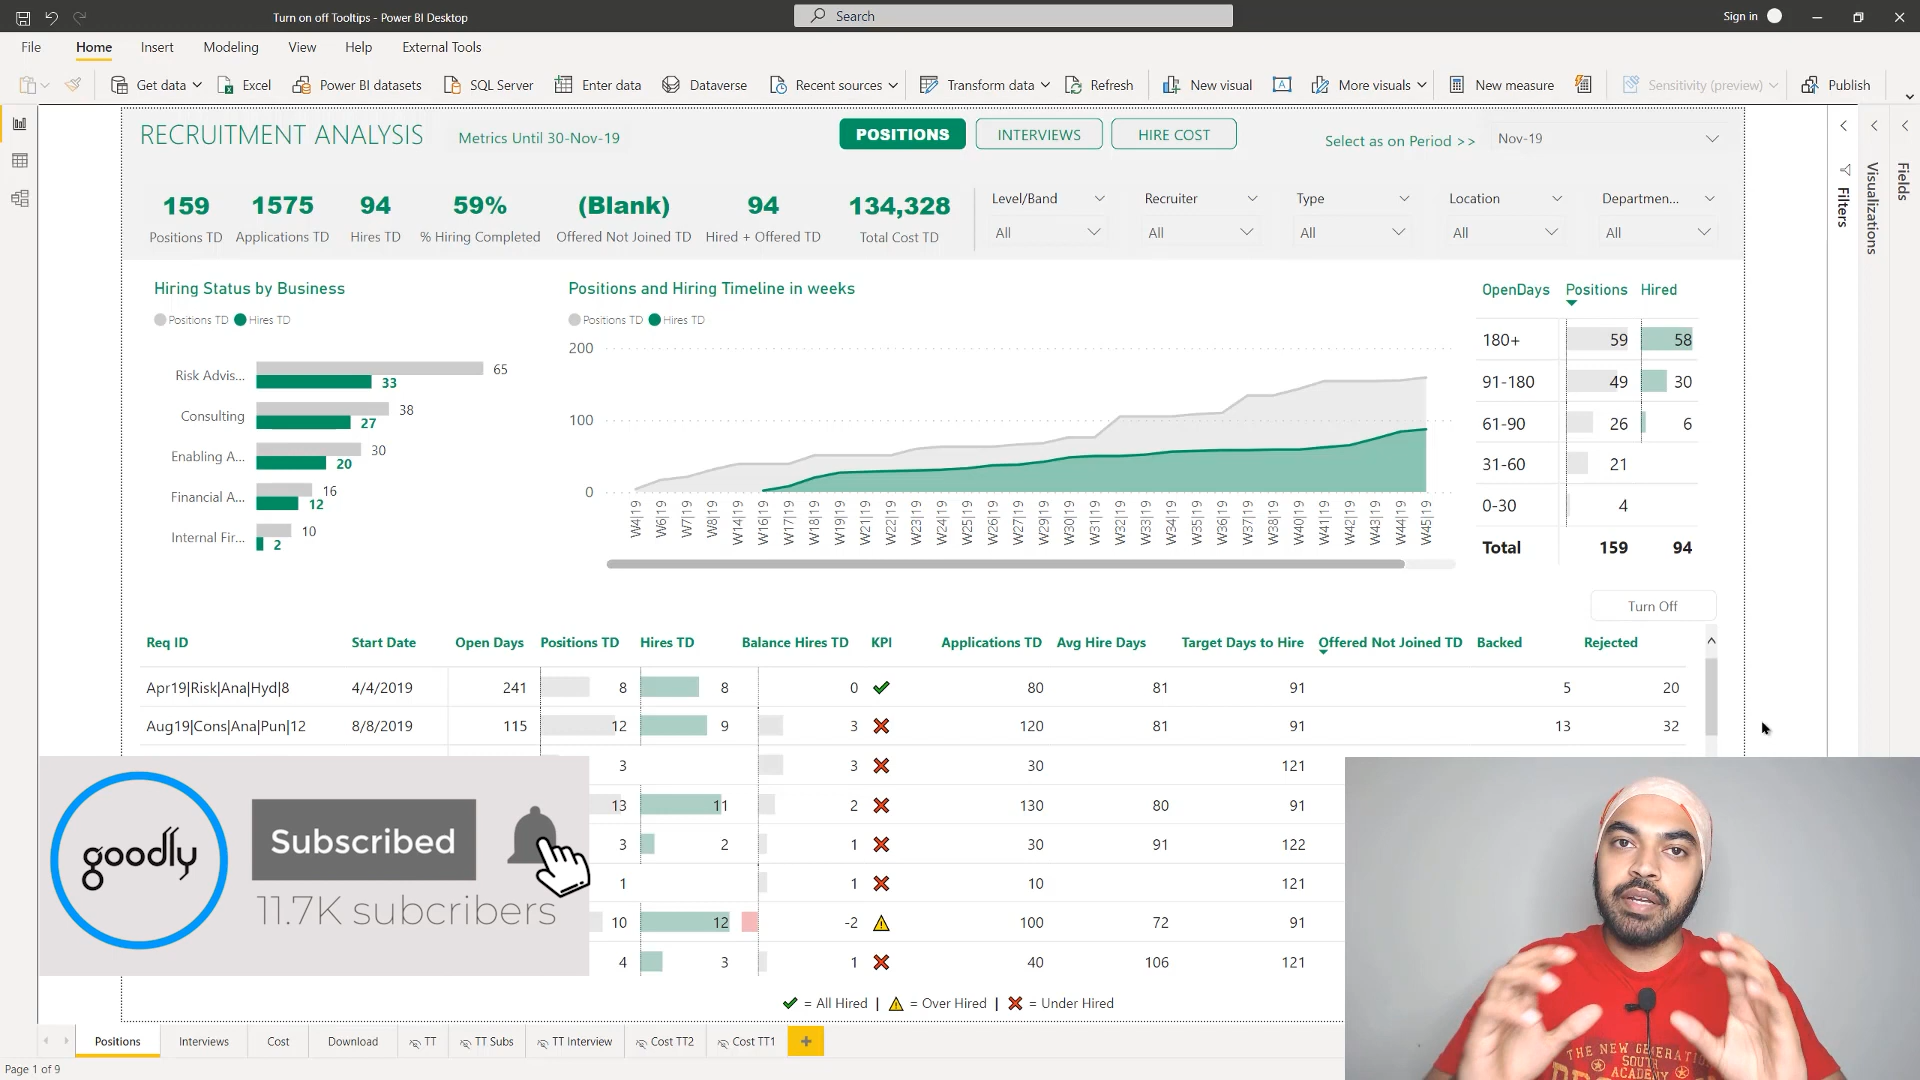 Turn on off Tooltips - Power BI Desktop
Search
Sign in
File Home Insert Modeling View Help External Tools
Get data Excel Power BI datasets SQL Server Enter data Dataverse Recent sources Transform data Refresh New visual More visuals New measure Sensitivity (preview) Publish
RECRUITMENT ANALYSIS
Metrics Until 30-Nov-19
POSITIONS INTERVIEWS HIRE COST
Select as on Period >>
Nov-19
159 1575 94 59% (Blank) 94 134,328
Positions TD Applications TD Hires TD % Hiring Completed Offered Not Joined TD Hired + Offered TD Total Cost TD
Level/Band Recruiter Type Location Departmen...
All All All All All
Filters
Visualizations
Fields
Hiring Status by Business
Positions TD Hires TD
Risk Advis... 65
33
Consulting 38
27
Enabling A... 30
20
Financial A... 16
12
Internal Fir... 10
2
Positions and Hiring Timeline in weeks
Positions TD Hires TD
200
100
0
W4|19 W6|19 W7|19 W8|19 W14|19 W16|19 W17|19 W18|19 W19|19 W21|19 W22|19 W23|19 W24|19 W25|19 W26|19 W27|19 W29|19 W30|19 W31|19 W32|19 W33|19 W34|19 W35|19 W36|19 W37|19 W38|19 W40|19 W41|19 W42|19 W43|19 W44|19 W45|19
OpenDays Positions Hired
180+ 59 58
91-180 49 30
61-90 26 6
31-60 21
0-30 4
Total 159 94
Turn Off
Req ID Start Date Open Days Positions TD Hires TD Balance Hires TD KPI Applications TD Avg Hire Days Target Days to Hire Offered Not Joined TD Backed Rejected
Apr19|Risk|Ana|Hyd|8 4/4/2019 241 8 8 0 80 81 91 5 20
Aug19|Cons|Ana|Pun|12 8/8/2019 115 12 9 3 120 81 91 13 32
3 3 30 121
13 11 2 130 80 91
3 2 1 30 91 122
1 1 10 121
10 12 -2 100 72 91
4 3 1 40 106 121
= All Hired | = Over Hired | = Under Hired
goodly
Subscribed
11.7K subcribers
THE NEW GENERATION
SOUTH
ACADEMY
Positions Interviews Cost Download TT TT Subs TT Interview Cost TT2 Cost TT1 +
Page 1 of 9